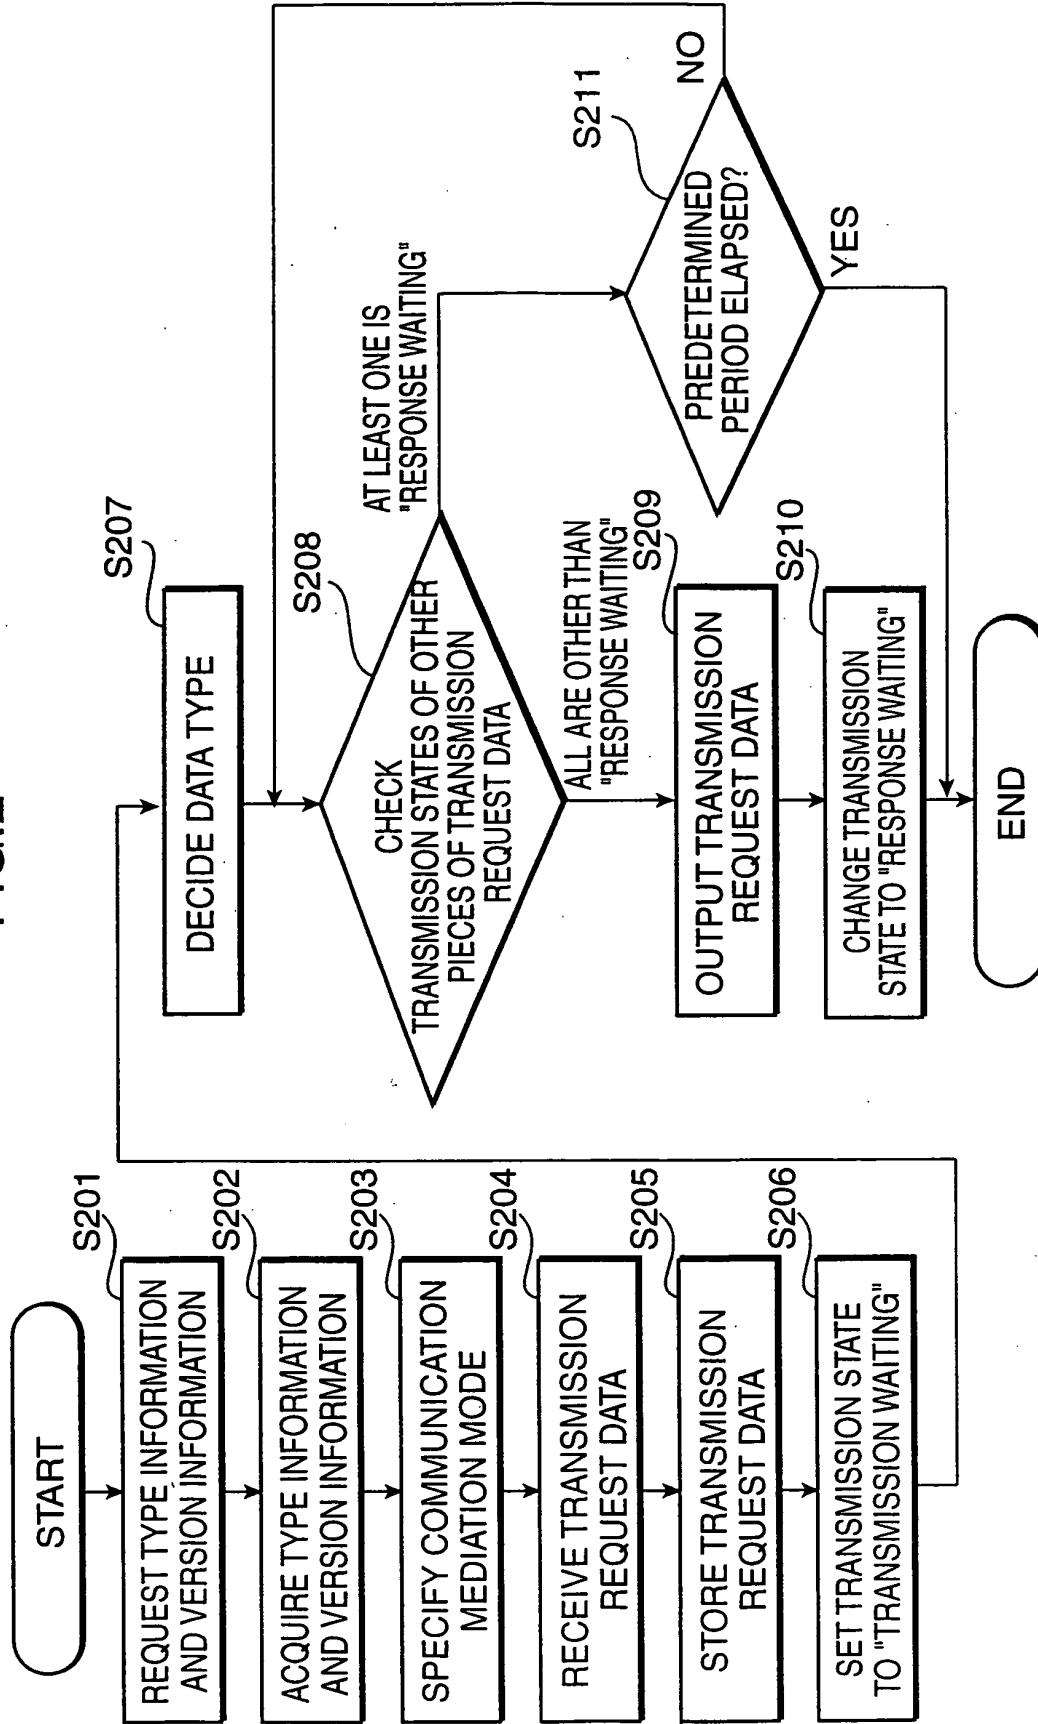 START
S201
REQUEST TYPE INFORMATION
AND VERSION INFORMATION
S202
ACQUIRE TYPE INFORMATION
AND VERSION INFORMATION
S203
SPECIFY COMMUNICATION
MEDIATION MODE
S204
RECEIVE TRANSMISSION
REQUEST DATA
S205
STORE TRANSMISSION
REQUEST DATA
S206
SET TRANSMISSION STATE
TO "TRANSMISSION WAITING"
S207
DECIDE DATA TYPE
S208
CHECK
TRANSMISSION STATES OF OTHER
PIECES OF TRANSMISSION
REQUEST DATA
AT LEAST ONE IS
"RESPONSE WAITING"
ALL ARE OTHER THAN
"RESPONSE WAITING"
S209
OUTPUT TRANSMISSION
REQUEST DATA
S210
CHANGE TRANSMISSION
STATE TO "RESPONSE WAITING"
S211
PREDETERMINED
PERIOD ELAPSED?
NO
YES
END